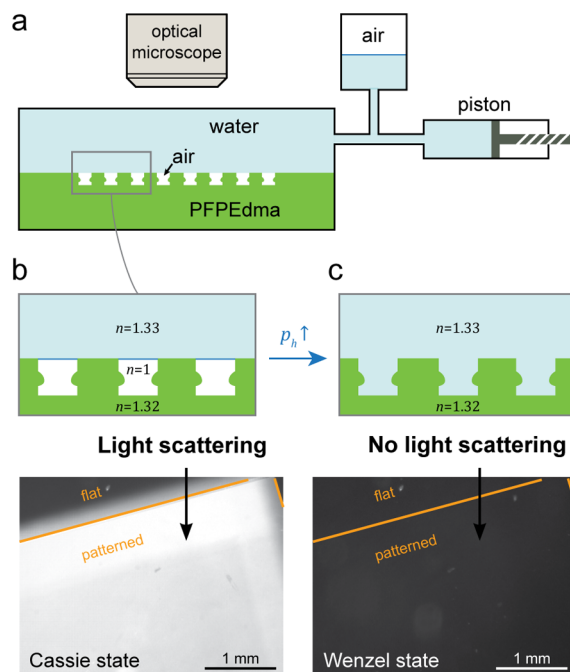 a
optical
microscope
air
piston
water
air
PFPEdma
b
c
n=1.33
n=1
n=1.32
pₕ↑
n=1.33
n=1.32
Light scattering
No light scattering
flat
patterned
Cassie state
1 mm
flat
patterned
Wenzel state
1 mm